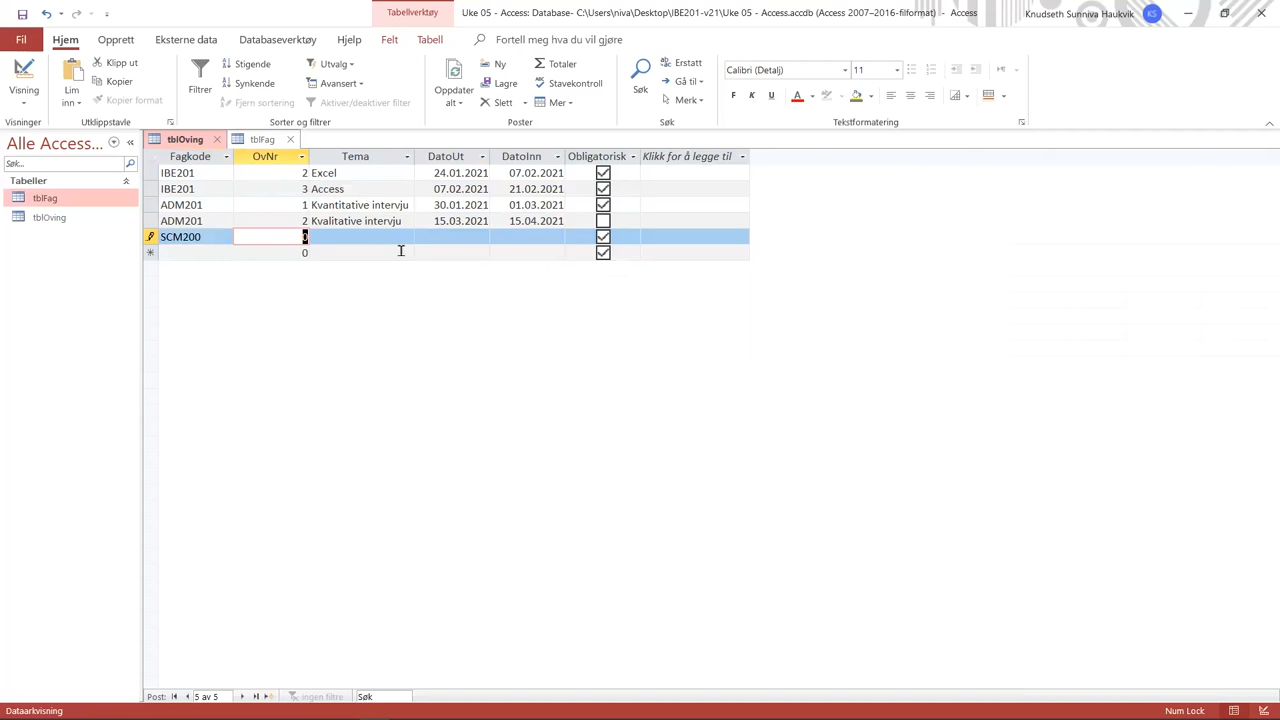 Tabellverktøy
Uke 05 - Access: Database- C:\Users\niva\Desktop\IBE201-v21\Uke 05 - Access.accdb (Access 2007–2016-filformat) - Access
Knudseth Sunniva Haukvik KS
Fil Hjem Opprett Eksterne data Databaseverktøy Hjelp Felt Tabell Fortell meg hva du vil gjøre
Visning
Visninger
Lim inn
Klipp ut
Kopier
Kopier format
Utklippstavle
Filtrer
Stigende
Synkende
Fjern sortering
Utvalg
Avansert
Aktiver/deaktiver filter
Sorter og filtrer
Oppdater alt
Ny
Lagre
Slett
Totaler
Stavekontroll
Mer
Poster
Søk
Erstatt
Gå til
Merk
Søk
Calibri (Detalj) 11
F K U A
Tekstformatering
Alle Access...
Søk...
Tabeller
tblFag
tblOving
tblOving tblFag
Fagkode OvNr Tema DatoUt DatoInn Obligatorisk Klikk for å legge til
IBE201 2 Excel 24.01.2021 07.02.2021
IBE201 3 Access 07.02.2021 21.02.2021
ADM201 1 Kvantitative intervju 30.01.2021 01.03.2021
ADM201 2 Kvalitative intervju 15.03.2021 15.04.2021
SCM200 0
0
Post: 5 av 5 ingen filtre Søk
Dataarkvisning Num Lock